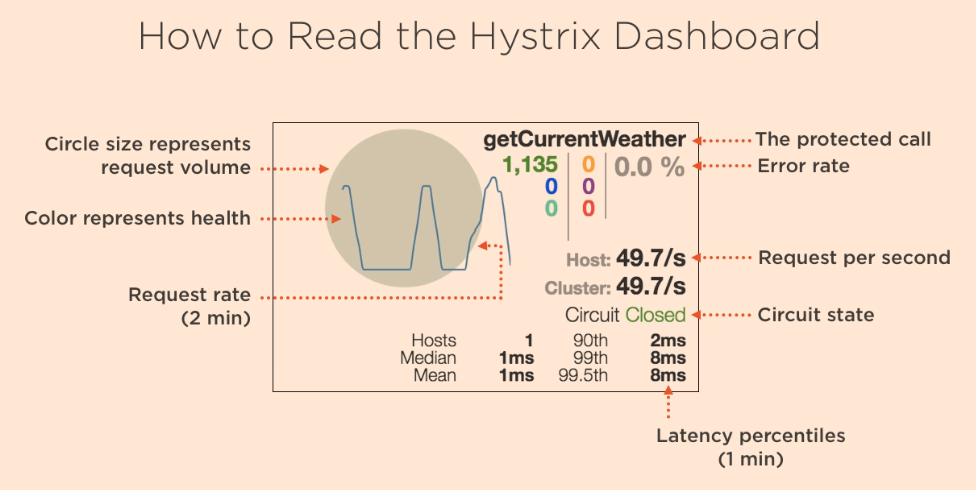 How to Read the Hystrix Dashboard
Circle size represents
request volume
Color represents health
Request rate
(2 min)
getCurrentWeather
1,135 0 0.0 %
0 0
0 0
Host: 49.7/s
Cluster: 49.7/s
Circuit Closed
Hosts 1 90th 2ms
Median 1ms 99th 8ms
Mean 1ms 99.5th 8ms
The protected call
Error rate
Request per second
Circuit state
Latency percentiles
(1 min)